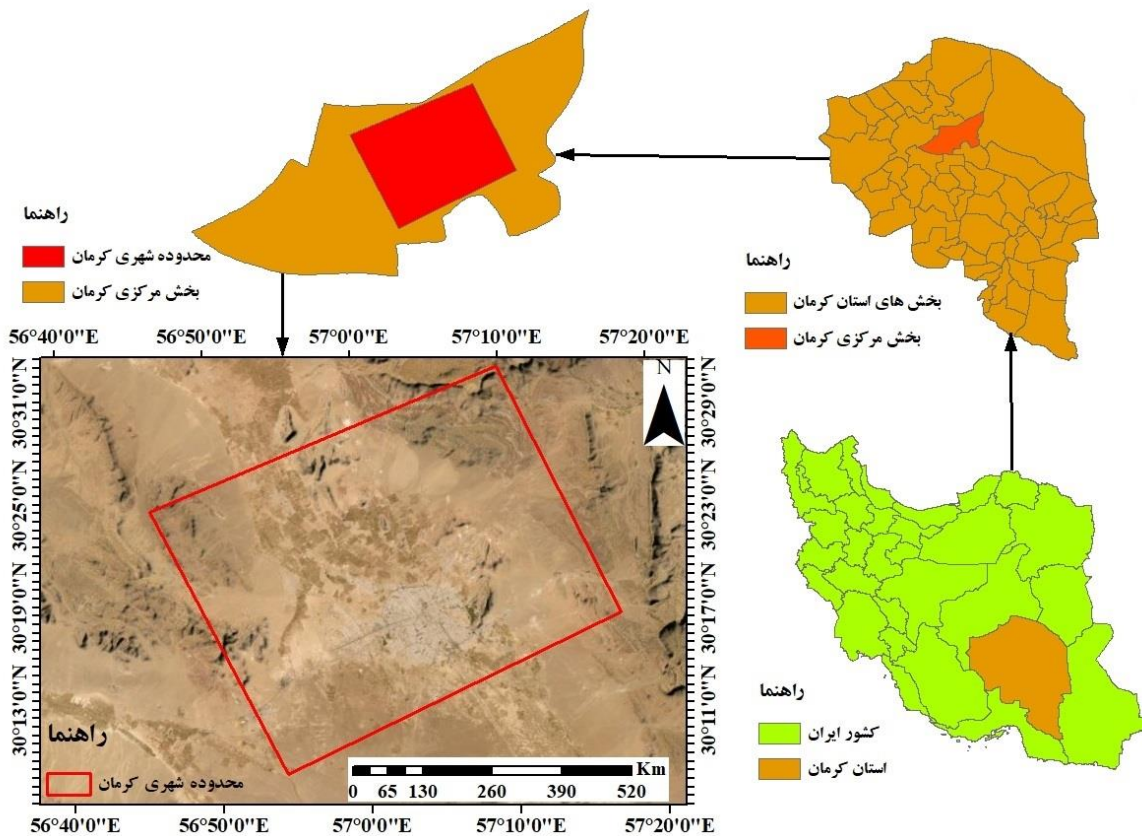 راهنما
محدوده شهری کرمان
بخش مرکزی کرمان
راهنما
بخش های استان کرمان
بخش مرکزی کرمان
56°40'0"E 56°50'0"E 57°0'0"E 57°10'0"E 57°20'0"E
N
30°31'0"N
30°25'0"N
30°19'0"N
30°13'0"N
30°29'0"N
30°23'0"N
30°17'0"N
30°11'0"N
راهنما
محدوده شهری کرمان
Km
0 65 130 260 390 520
56°40'0"E 56°50'0"E 57°0'0"E 57°10'0"E 57°20'0"E
راهنما
کشور ایران
استان کرمان